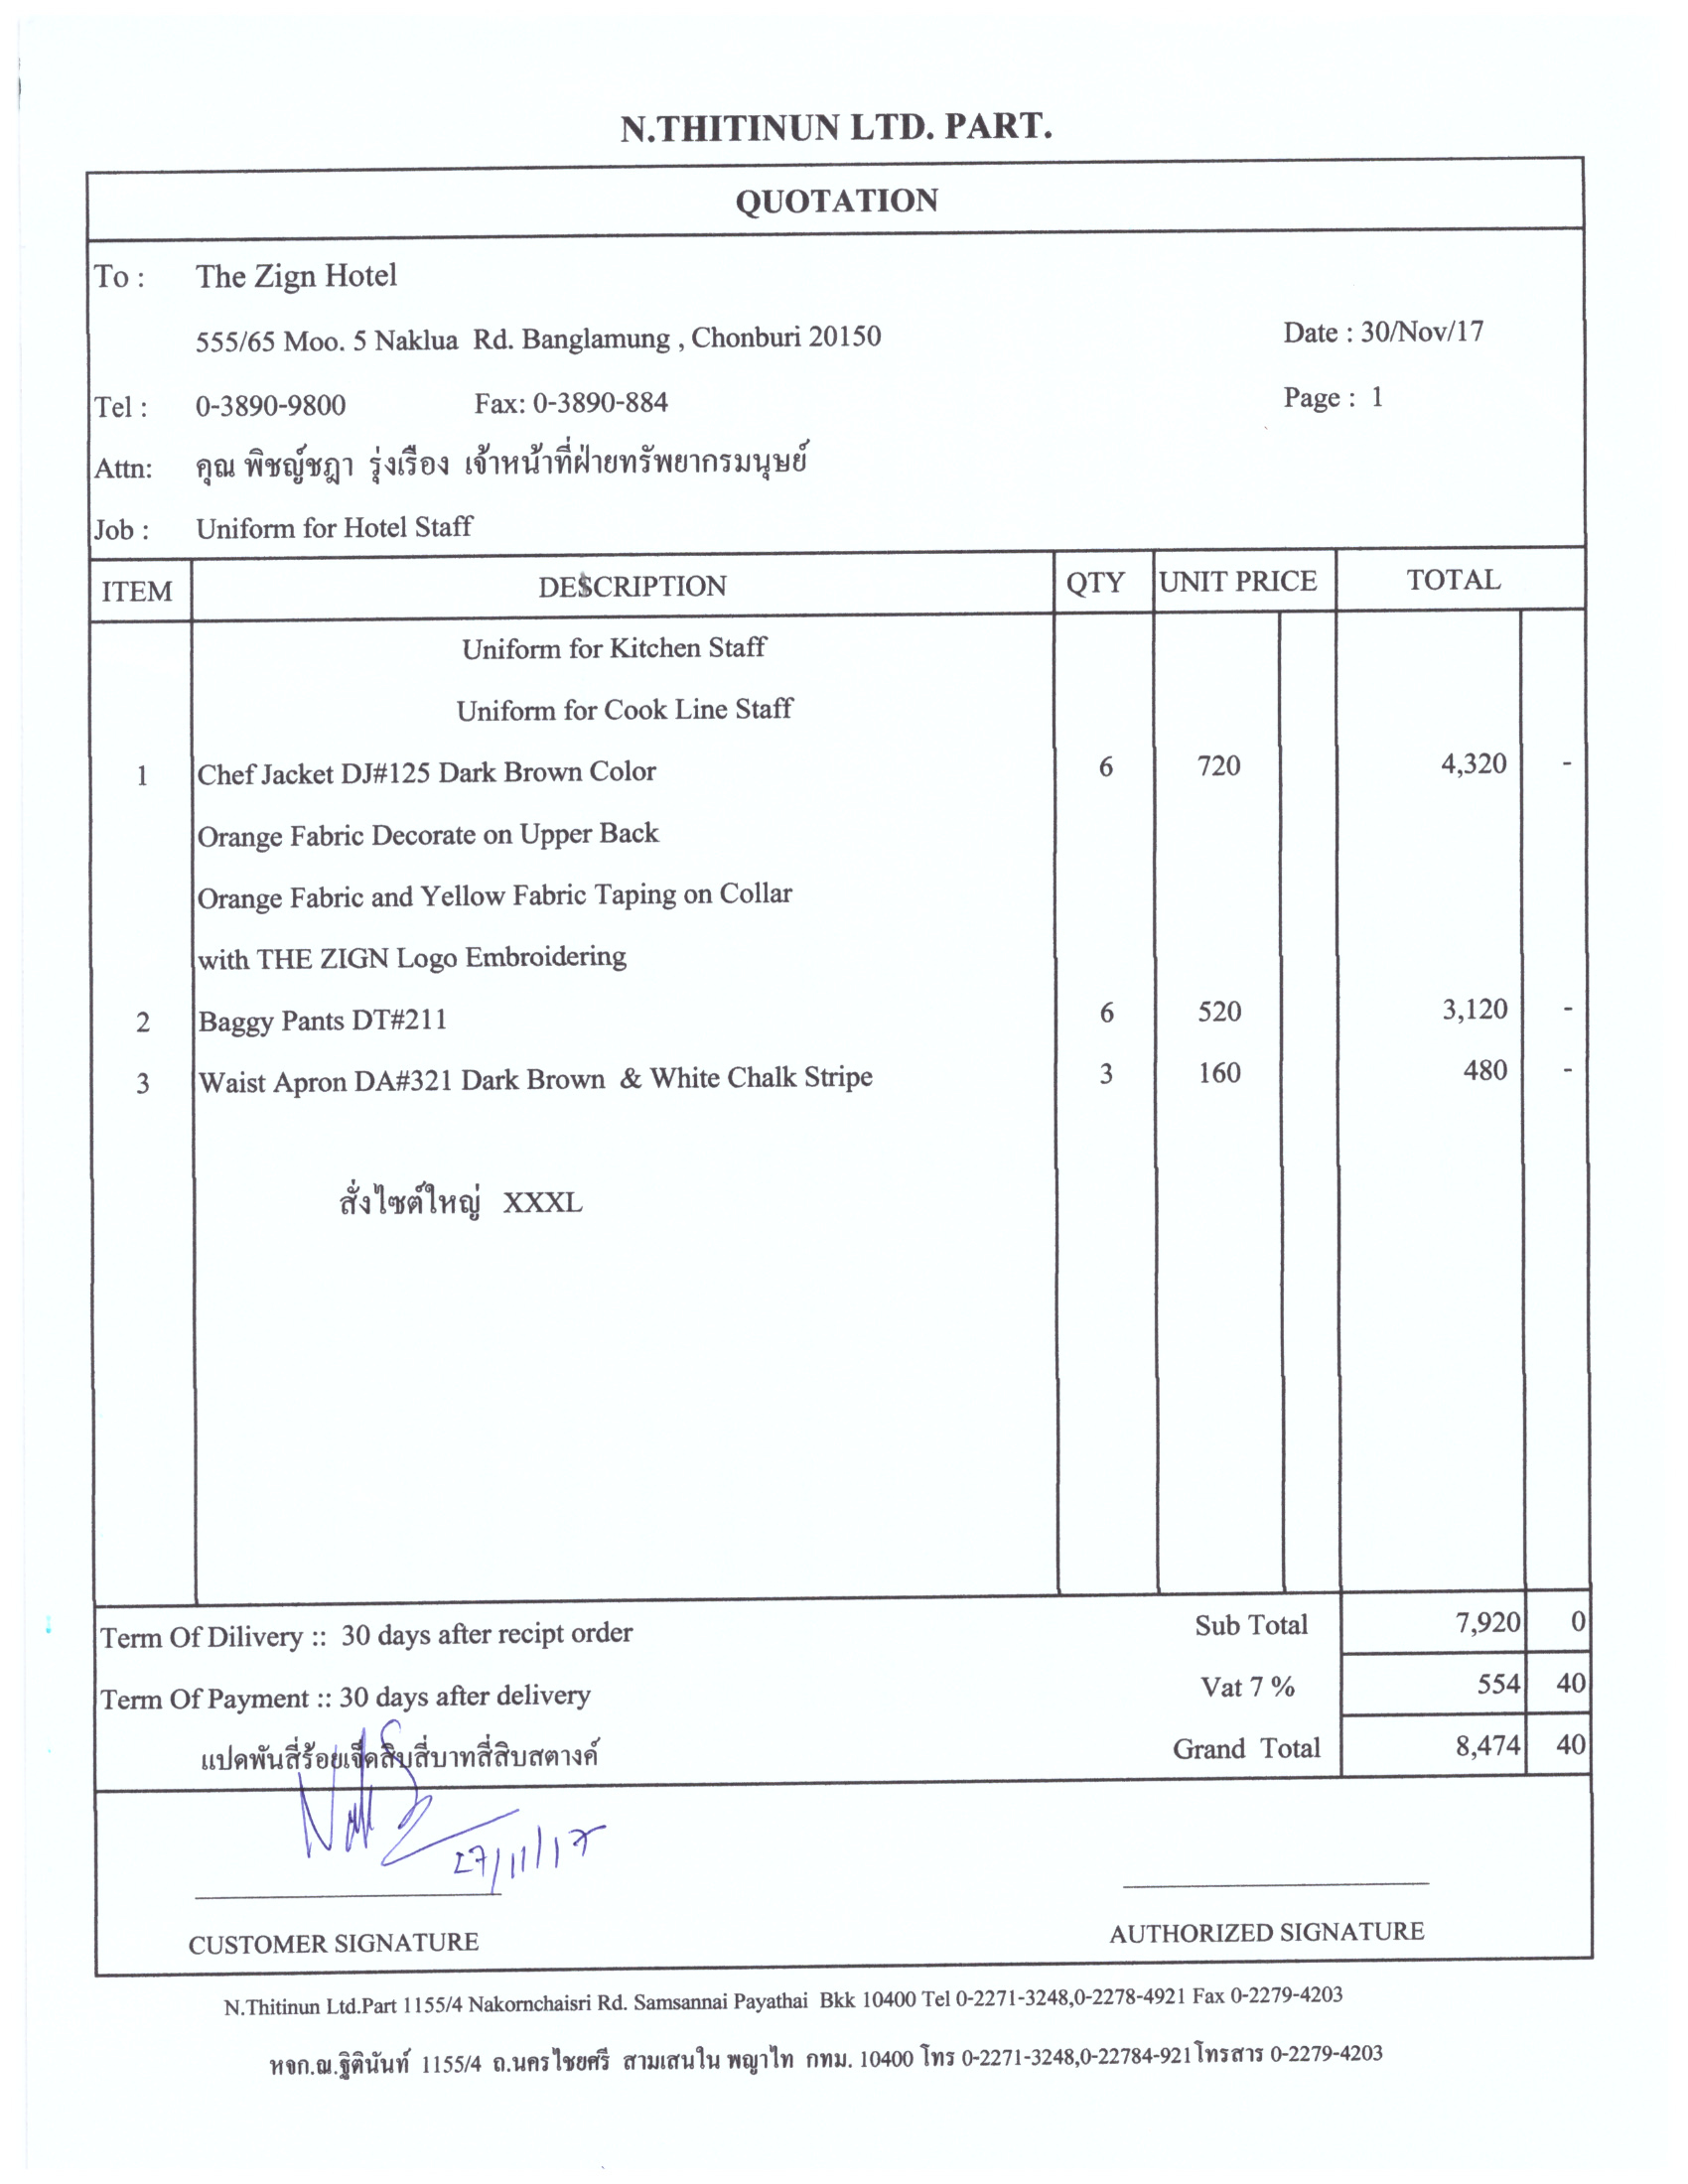 N.THITINUN LTD. PART.
QUOTATION
To : The Zign Hotel
555/65 Moo. 5 Naklua Rd. Banglamung , Chonburi 20150 Date : 30/Nov/17
Tel : 0-3890-9800 Fax: 0-3890-884 Page : 1
Attn: คุณ พิชญ์ชฎา รุ่งเรือง เจ้าหน้าที่ฝ่ายทรัพยากรมนุษย์
Job : Uniform for Hotel Staff
ITEM DESCRIPTION QTY UNIT PRICE TOTAL
Uniform for Kitchen Staff
Uniform for Cook Line Staff
1 Chef Jacket DJ#125 Dark Brown Color 6 720 4,320 -
Orange Fabric Decorate on Upper Back
Orange Fabric and Yellow Fabric Taping on Collar
with THE ZIGN Logo Embroidering
2 Baggy Pants DT#211 6 520 3,120 -
3 Waist Apron DA#321 Dark Brown & White Chalk Stripe 3 160 480 -
สั่งไซต์ใหญ่ XXXL
Term Of Dilivery :: 30 days after recipt order Sub Total 7,920 0
Term Of Payment :: 30 days after delivery Vat 7 % 554 40
แปดพันสี่ร้อยเจ็ดสิบสี่บาทสี่สิบสตางค์ Grand Total 8,474 40
27/11/17
CUSTOMER SIGNATURE AUTHORIZED SIGNATURE
N.Thitinun Ltd.Part 1155/4 Nakornchaisri Rd. Samsannai Payathai Bkk 10400 Tel 0-2271-3248,0-2278-4921 Fax 0-2279-4203
หจก.ณ.ฐิตินันท์ 1155/4 ถ.นครไชยศรี สามเสนใน พญาไท กทม. 10400 โทร 0-2271-3248,0-22784-921 โทรสาร 0-2279-4203